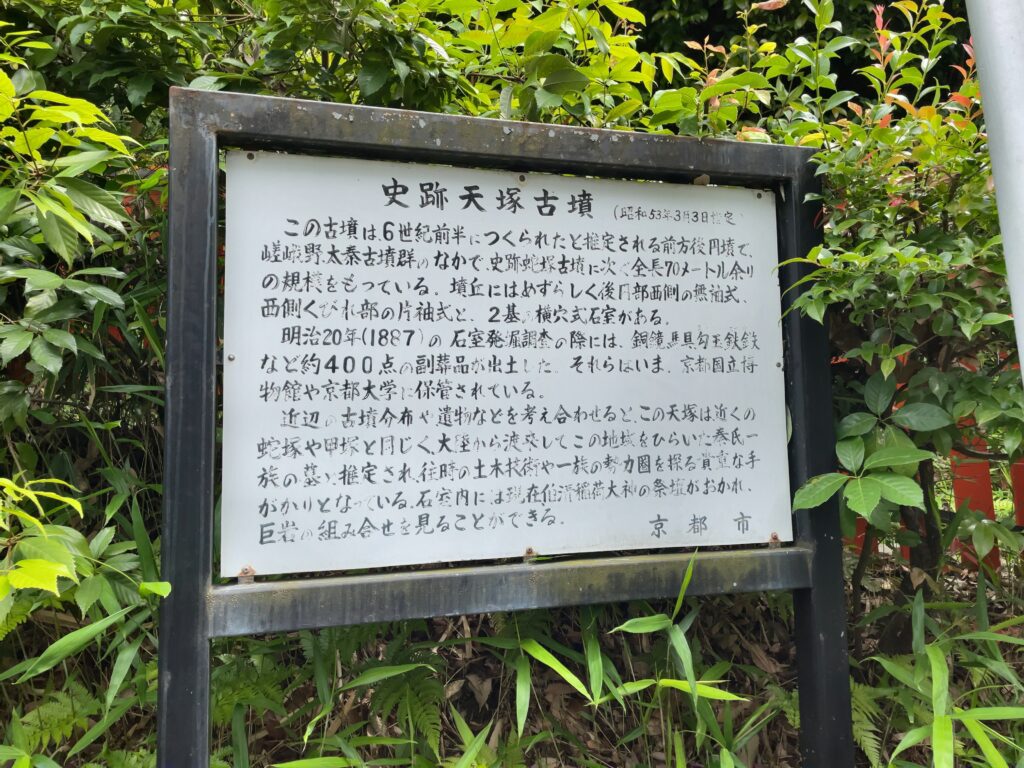 史跡天塚古墳 (昭和53年3月3日指定)
この古墳は、6世紀前半につくられたと推定される前方後円墳で、
嵯峨野、太秦古墳群のなかで、史跡蛇塚古墳に次ぐ全長70メートル余り
の規模をもっている。墳丘にはめずらしく後円部西側の無袖式、
西側くびれ部の片袖式と、2基の横穴式石室がある。
明治20年(1887)の石室発掘調査の際には、銅鏡馬具勾玉鉄鏃
など約400点の副葬品が出土した。それらはいま、京都国立博
物館や京都大学に保管されている。
近辺の古墳分布や遺物などを考え合わせると、この天塚は近くの
蛇塚や甲塚と同じく、大陸から渡来してこの地域をひらいた秦氏一
族の墓と推定され、往時の土木技術や一族の勢力圏を探る貴重な手
がかりとなっている。石室内には現在伯清稲荷大神の祭壇がおかれ、
巨岩の組み合せを見ることができる。
京都市